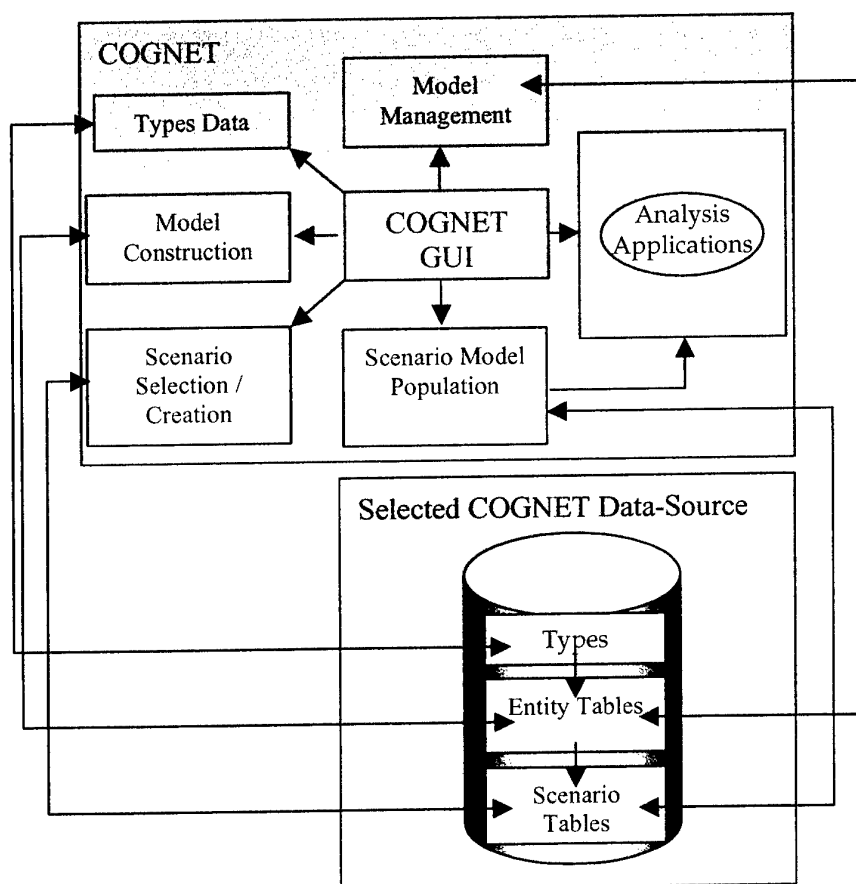 COGNET
Model
Management
Types Data
Model
Construction
COGNET
GUI
Analysis
Applications
Scenario
Selection /
Creation
Scenario Model
Population
Selected COGNET Data-Source
Types
Entity Tables
Scenario
Tables